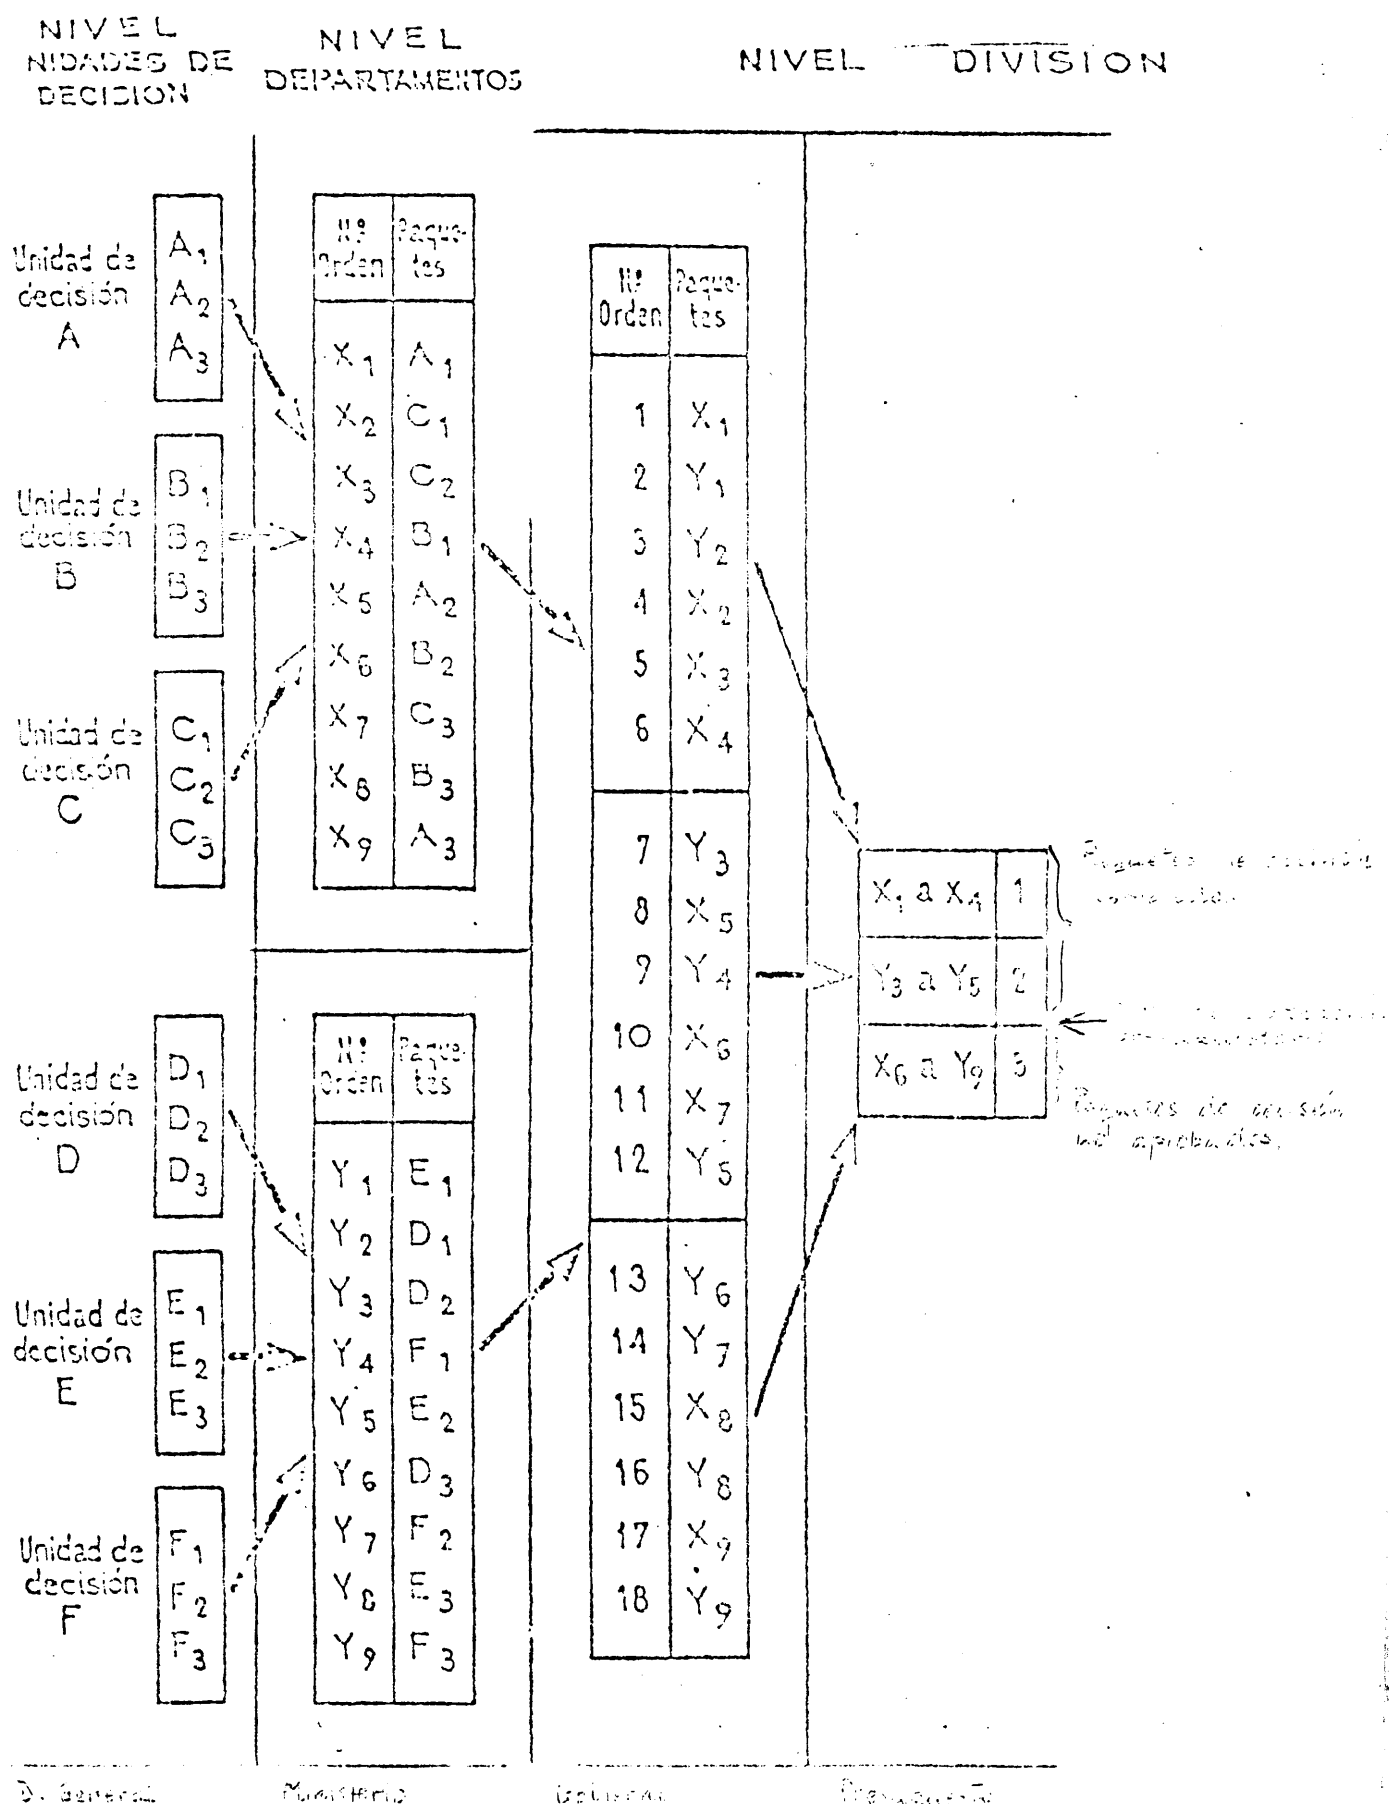 NIVEL
NIDADES DE
DECISION
NIVEL
DEPARTAMENTOS
NIVEL DIVISION
Unidad de
decisión
A
A1
A2
A3
Unidad de
decisión
B
B1
B2
B3
Unidad de
decisión
C
C1
C2
C3
Unidad de
decisión
D
D1
D2
D3
Unidad de
decisión
E
E1
E2
E3
Unidad de
decisión
F
F1
F2
F3
Nº Orden Paque-tes
X1 A1
X2 C1
X3 C2
X4 B1
X5 A2
X6 B2
X7 C3
X8 B3
X9 A3
Nº Orden Paque-tes
Y1 E1
Y2 D1
Y3 D2
Y4 F1
Y5 E2
Y6 D3
Y7 F2
Y8 E3
Y9 F3
Nº Orden Paque-tes
1 X1
2 Y1
3 Y2
4 X2
5 X3
6 X4
7 Y3
8 X5
9 Y4
10 X6
11 X7
12 Y5
13 Y6
14 Y7
15 X8
16 Y8
17 X9
18 Y9
X1 a X4 1
Y3 a Y5 2
X6 a Y9 3
Paquetes de decisión
Paquetes de decisión
no aprobados.
D. General
Ministerio
Gobierno
Presupuesto